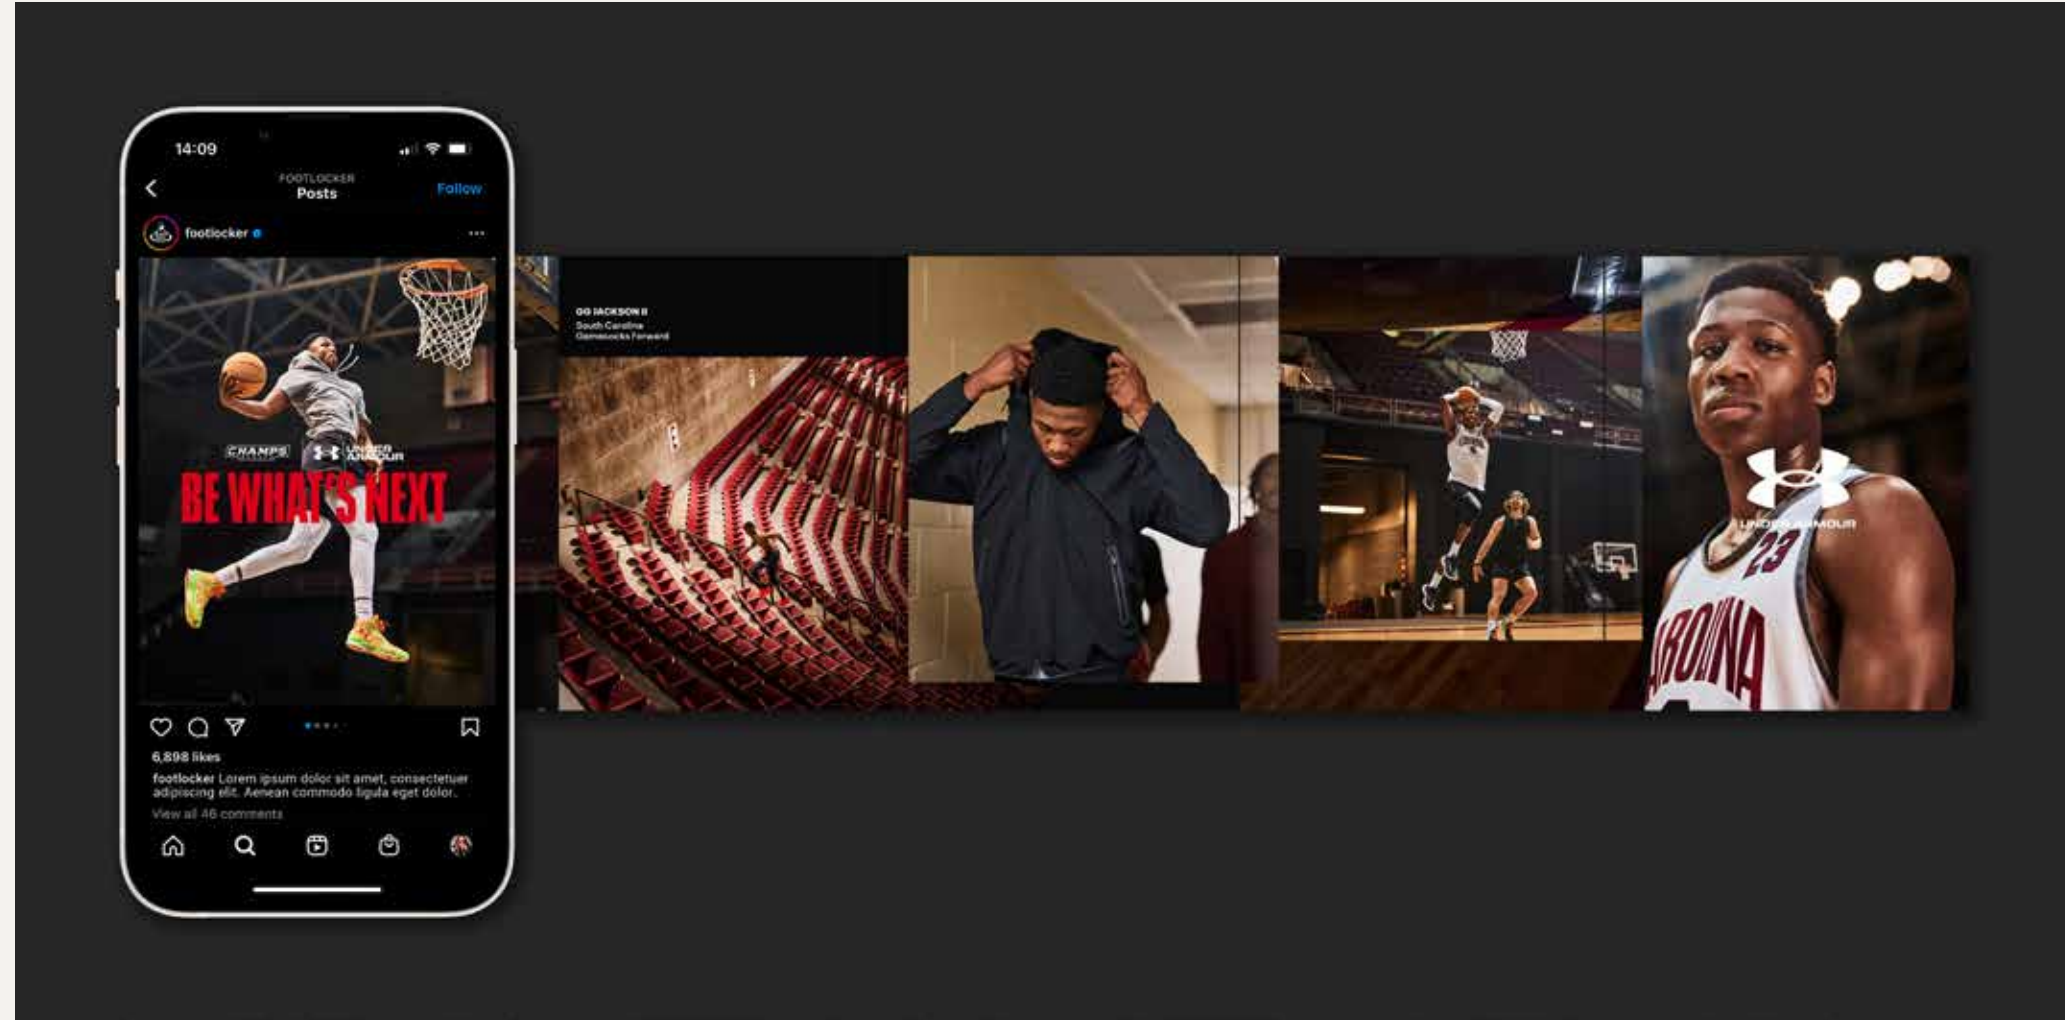 14:09
FOOTLOCKER
Posts
Follow
footlocker
CHAMPS
UNDER
ARMOUR
BE WHAT'S NEXT
6,898 likes
footlocker Lorem ipsum dolor sit amet, consectetuer
adipiscing elit. Aenean commodo ligula eget dolor.
View all 46 comments
GG JACKSON II
South Carolina
Gamecocks Forward
UNDER ARMOUR
23
AROLINA